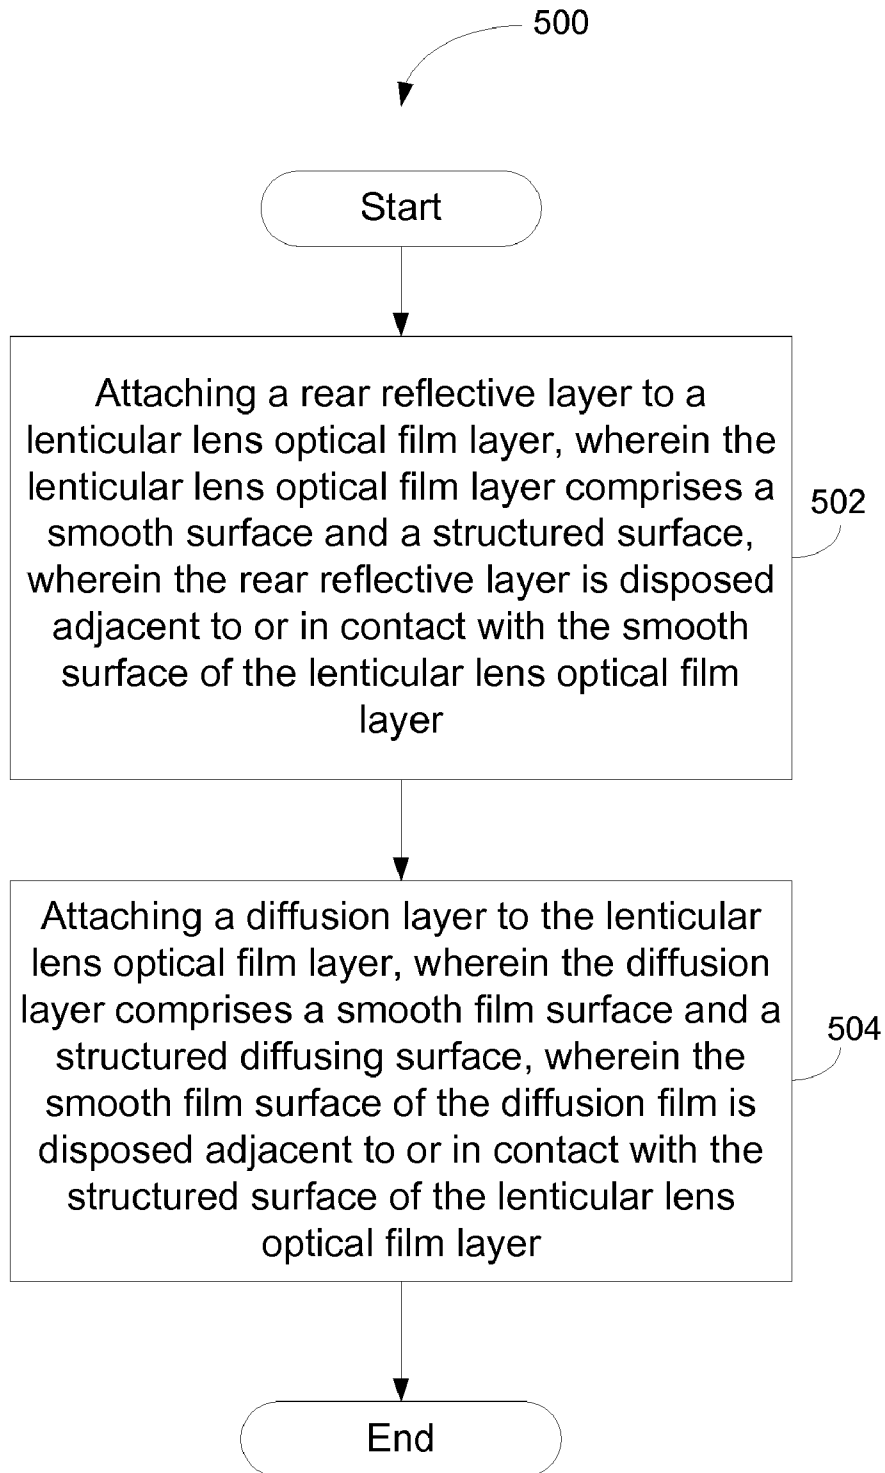 500
Start
Attaching a rear reflective layer to a
lenticular lens optical film layer, wherein the
lenticular lens optical film layer comprises a
smooth surface and a structured surface,
wherein the rear reflective layer is disposed
adjacent to or in contact with the smooth
surface of the lenticular lens optical film
layer
502
Attaching a diffusion layer to the lenticular
lens optical film layer, wherein the diffusion
layer comprises a smooth film surface and a
structured diffusing surface, wherein the
smooth film surface of the diffusion film is
disposed adjacent to or in contact with the
structured surface of the lenticular lens
optical film layer
504
End